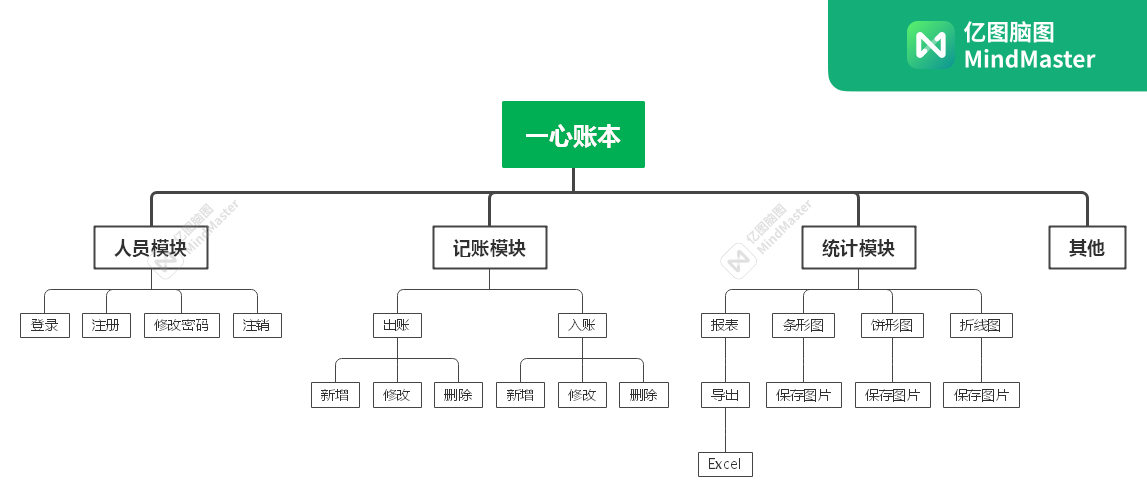 亿图脑图
MindMaster
一心账本
人员模块
记账模块
统计模块
其他
亿图脑图
MindMaster
亿图脑图
MindMaster
登录
注册
修改密码
注销
出账
入账
报表
条形图
饼形图
折线图
新增
修改
删除
新增
修改
删除
导出
保存图片
保存图片
保存图片
Excel